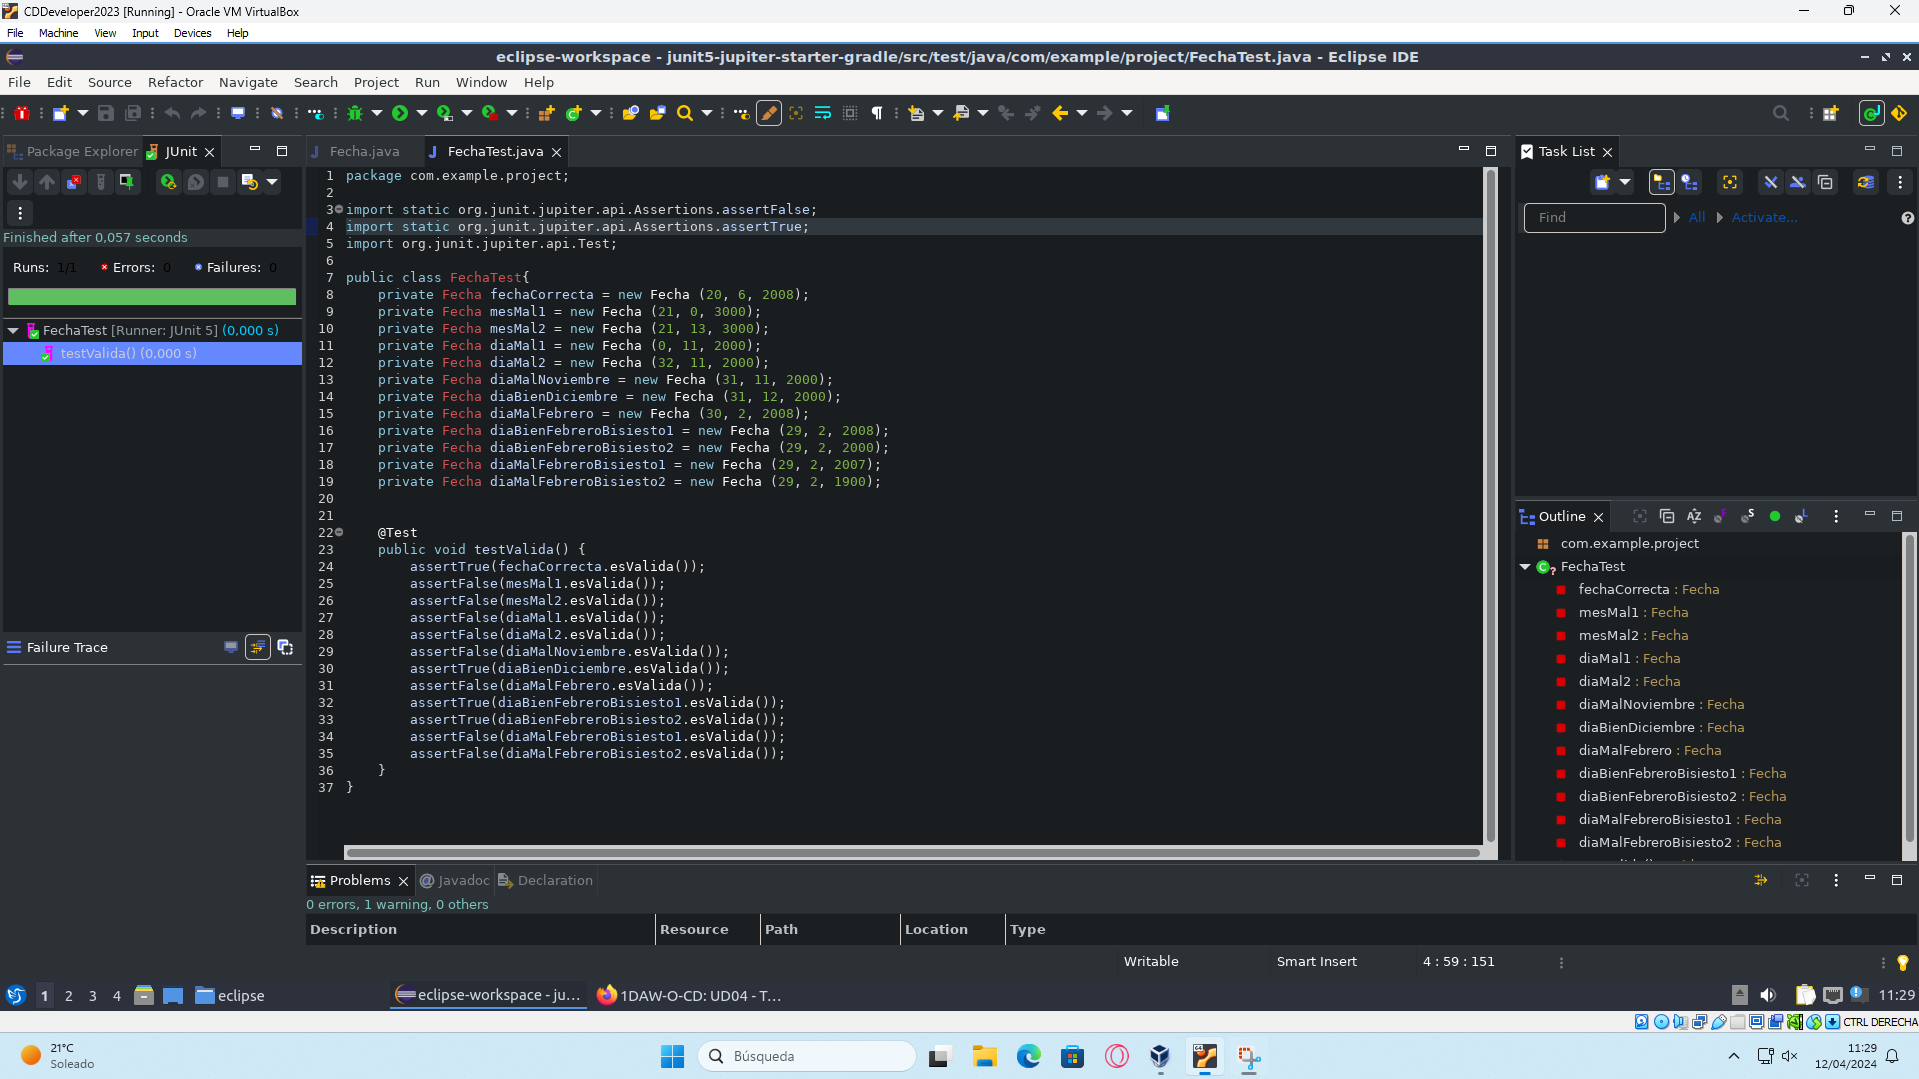 CDDeveloper2023 [Running] - Oracle VM VirtualBox
File Machine View Input Devices Help
eclipse-workspace - junit5-jupiter-starter-gradle/src/test/java/com/example/project/FechaTest.java - Eclipse IDE
File Edit Source Refactor Navigate Search Project Run Window Help
Package Explorer JUnit
Finished after 0,057 seconds
Runs: 1/1 Errors: 0 Failures: 0
FechaTest [Runner: JUnit 5] (0,000 s)
testValida() (0,000 s)
Failure Trace
Fecha.java FechaTest.java
1 package com.example.project;
2
3 import static org.junit.jupiter.api.Assertions.assertFalse;
4 import static org.junit.jupiter.api.Assertions.assertTrue;
5 import org.junit.jupiter.api.Test;
6
7 public class FechaTest{
8 private Fecha fechaCorrecta = new Fecha (20, 6, 2008);
9 private Fecha mesMal1 = new Fecha (21, 0, 3000);
10 private Fecha mesMal2 = new Fecha (21, 13, 3000);
11 private Fecha diaMal1 = new Fecha (0, 11, 2000);
12 private Fecha diaMal2 = new Fecha (32, 11, 2000);
13 private Fecha diaMalNoviembre = new Fecha (31, 11, 2000);
14 private Fecha diaBienDiciembre = new Fecha (31, 12, 2000);
15 private Fecha diaMalFebrero = new Fecha (30, 2, 2008);
16 private Fecha diaBienFebreroBisiesto1 = new Fecha (29, 2, 2008);
17 private Fecha diaBienFebreroBisiesto2 = new Fecha (29, 2, 2000);
18 private Fecha diaMalFebreroBisiesto1 = new Fecha (29, 2, 2007);
19 private Fecha diaMalFebreroBisiesto2 = new Fecha (29, 2, 1900);
20
21
22 @Test
23 public void testValida() {
24 assertTrue(fechaCorrecta.esValida());
25 assertFalse(mesMal1.esValida());
26 assertFalse(mesMal2.esValida());
27 assertFalse(diaMal1.esValida());
28 assertFalse(diaMal2.esValida());
29 assertFalse(diaMalNoviembre.esValida());
30 assertTrue(diaBienDiciembre.esValida());
31 assertFalse(diaMalFebrero.esValida());
32 assertTrue(diaBienFebreroBisiesto1.esValida());
33 assertTrue(diaBienFebreroBisiesto2.esValida());
34 assertFalse(diaMalFebreroBisiesto1.esValida());
35 assertFalse(diaMalFebreroBisiesto2.esValida());
36 }
37 }
Task List
Find All Activate...
Outline
com.example.project
FechaTest
fechaCorrecta : Fecha
mesMal1 : Fecha
mesMal2 : Fecha
diaMal1 : Fecha
diaMal2 : Fecha
diaMalNoviembre : Fecha
diaBienDiciembre : Fecha
diaMalFebrero : Fecha
diaBienFebreroBisiesto1 : Fecha
diaBienFebreroBisiesto2 : Fecha
diaMalFebreroBisiesto1 : Fecha
diaMalFebreroBisiesto2 : Fecha
Problems @ Javadoc Declaration
0 errors, 1 warning, 0 others
Description Resource Path Location Type
Writable Smart Insert 4 : 59 : 151
1 2 3 4 eclipse eclipse-workspace - ju... 1DAW-O-CD: UD04 - T... 11:29
CTRL DERECHA
21°C
Soleado
Búsqueda
11:29
12/04/2024